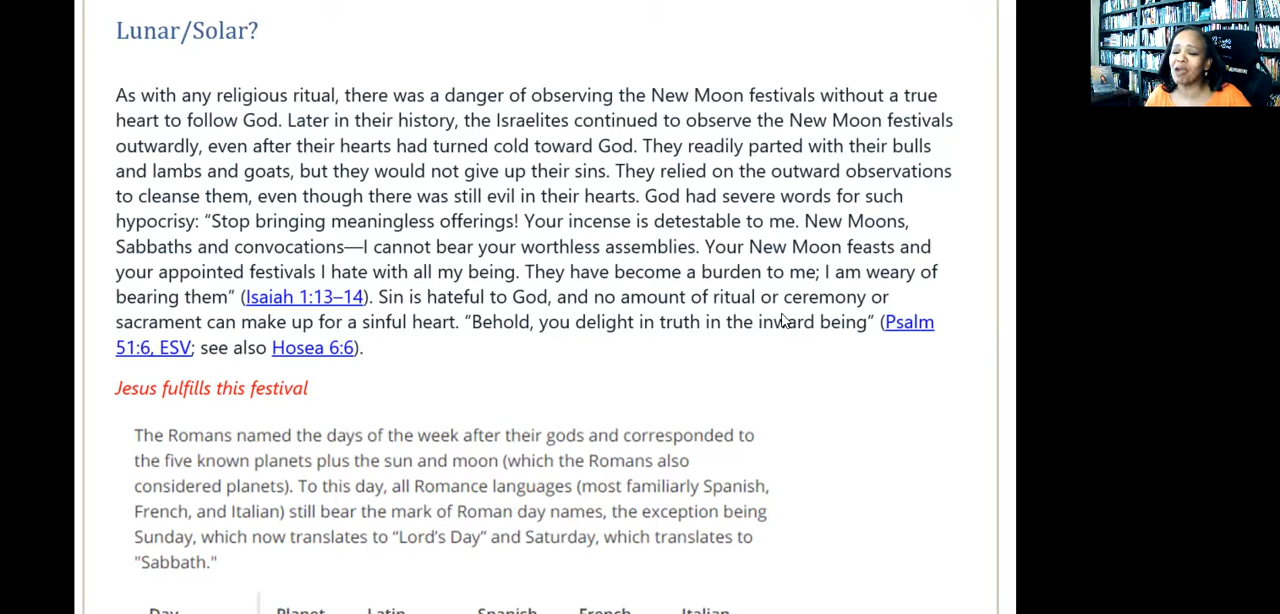 Lunar/Solar?
As with any religious ritual, there was a danger of observing the New Moon festivals without a true
heart to follow God. Later in their history, the Israelites continued to observe the New Moon festivals
outwardly, even after their hearts had turned cold toward God. They readily parted with their bulls
and lambs and goats, but they would not give up their sins. They relied on the outward observations
to cleanse them, even though there was still evil in their hearts. God had severe words for such
hypocrisy: “Stop bringing meaningless offerings! Your incense is detestable to me. New Moons,
Sabbaths and convocations—I cannot bear your worthless assemblies. Your New Moon feasts and
your appointed festivals I hate with all my being. They have become a burden to me; I am weary of
bearing them” (Isaiah 1:13–14). Sin is hateful to God, and no amount of ritual or ceremony or
sacrament can make up for a sinful heart. “Behold, you delight in truth in the inward being” (Psalm
51:6, ESV; see also Hosea 6:6).
Jesus fulfills this festival
The Romans named the days of the week after their gods and corresponded to
the five known planets plus the sun and moon (which the Romans also
considered planets). To this day, all Romance languages (most familiarly Spanish,
French, and Italian) still bear the mark of Roman day names, the exception being
Sunday, which now translates to “Lord’s Day” and Saturday, which translates to
"Sabbath."
Day Planet Latin Spanish French Italian